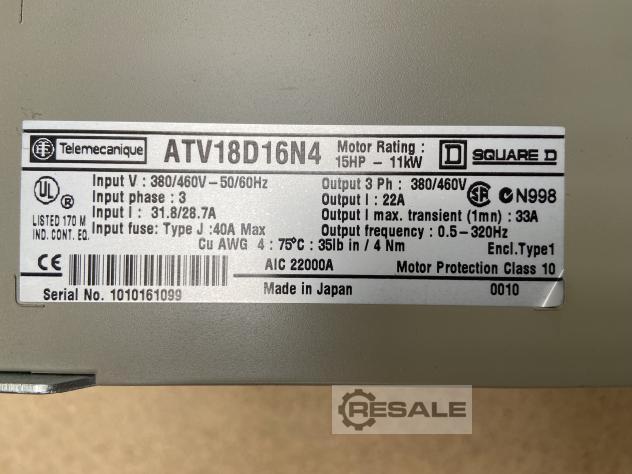 Telemecanique ATV18D16N4 Motor Rating : 15HP - 11kW SQUARE D
UL ® LISTED 170 M IND. CONT. EQ.
Input V : 380/460V-50/60Hz
Input phase : 3
Input I : 31.8/28.7A
Input fuse: Type J :40A Max
Output 3 Ph : 380/460V
Output I : 22A
Output I max. transient (1mn) : 33A
Output frequency : 0.5-320Hz
SA ® N998
Cu AWG 4 : 75°C : 35lb in / 4 Nm
Encl.Type1
CE
AIC 22000A
Motor Protection Class 10
Serial No. 1010161099
Made in Japan
0010
RESALE